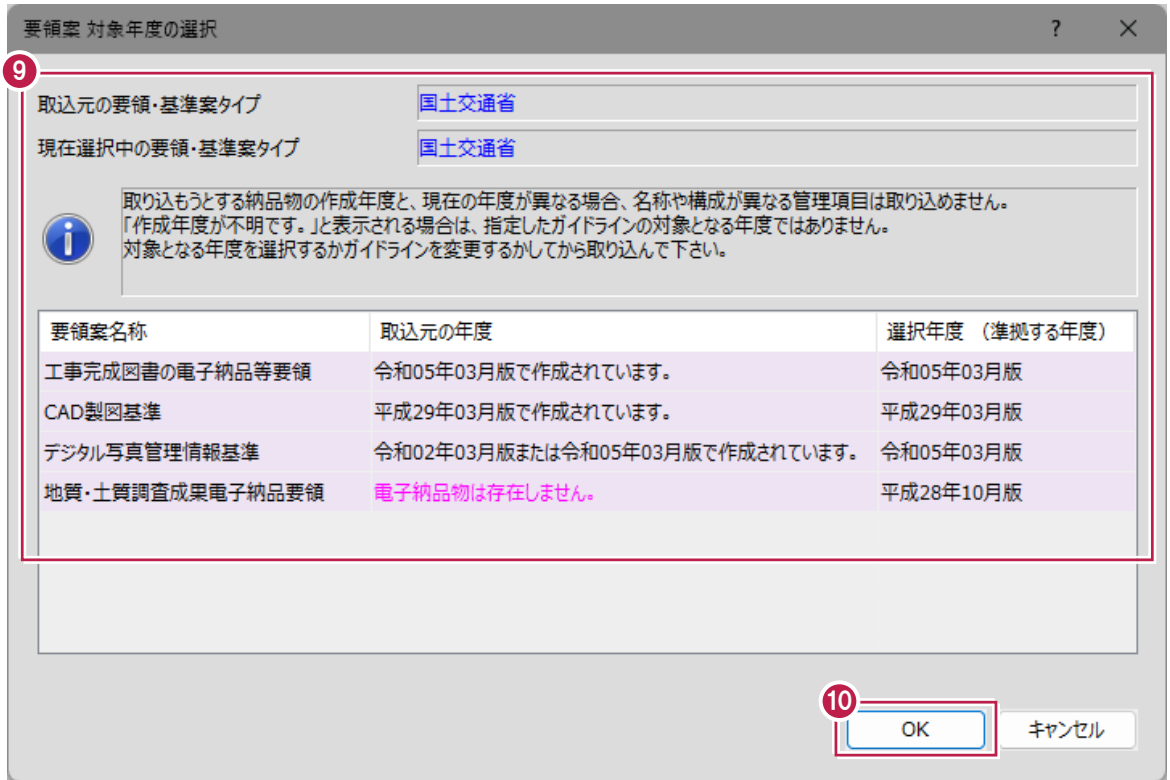 要領案 対象年度の選択 ? ×
9
取込元の要領・基準案タイプ 国土交通省
現在選択中の要領・基準案タイプ 国土交通省
取り込もうとする納品物の作成年度と、現在の年度が異なる場合、名称や構成が異なる管理項目は取り込めません。
「作成年度が不明です。」と表示される場合は、指定したガイドラインの対象となる年度ではありません。
対象となる年度を選択するかガイドラインを変更するかしてから取り込んで下さい。
要領案名称 取込元の年度 選択年度 （準拠する年度）
工事完成図書の電子納品等要領 令和05年03月版で作成されています。 令和05年03月版
CAD製図基準 平成29年03月版で作成されています。 平成29年03月版
デジタル写真管理情報基準 令和02年03月版または令和05年03月版で作成されています。 令和05年03月版
地質・土質調査成果電子納品要領 電子納品物は存在しません。 平成28年10月版
10
OK キャンセル